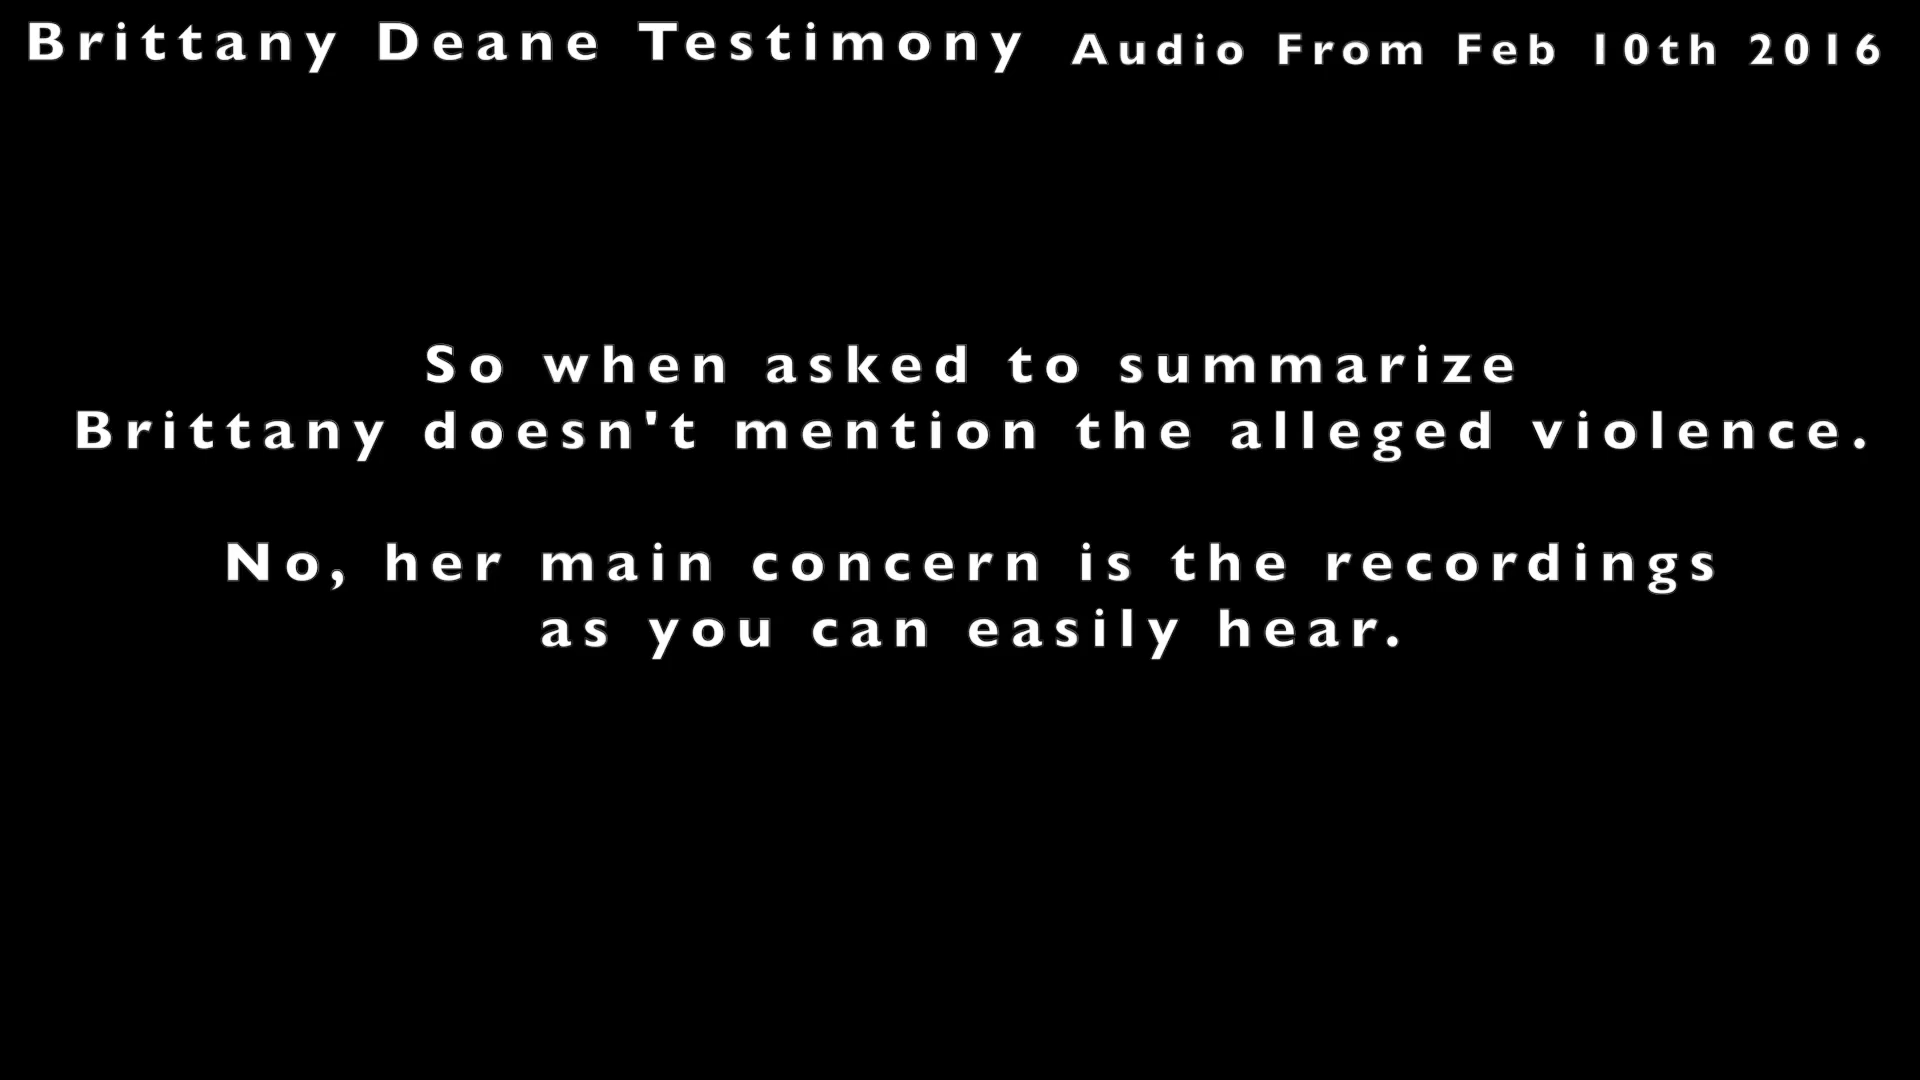 Brittany Deane Testimony Audio From Feb 10th 2016
So when asked to summarize
Brittany doesn't mention the alleged violence.
No, her main concern is the recordings
as you can easily hear.